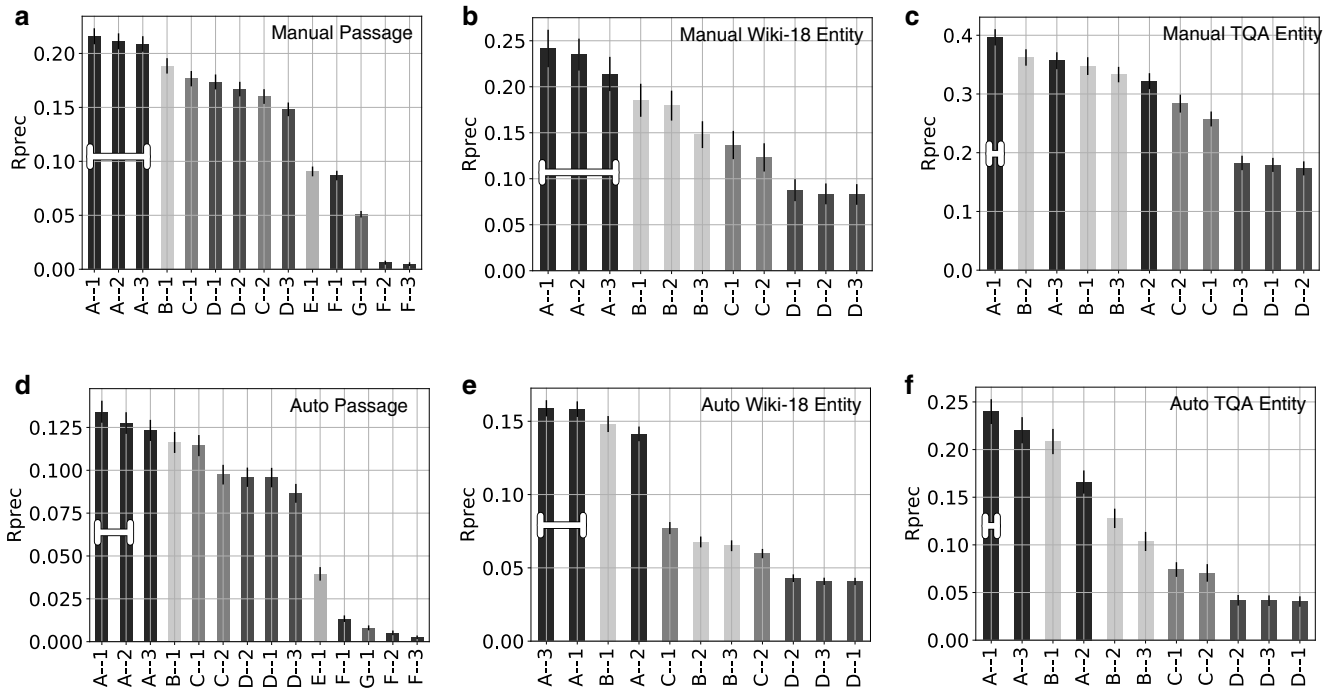 a
Manual Passage
Rprec
0.20
0.15
0.10
0.05
0.00
A--1 A--2 A--3 B--1 C--1 D--1 D--2 C--2 D--3 E--1 F--1 G-1 F--2 F--3
b
Manual Wiki-18 Entity
Rprec
0.25
0.20
0.15
0.10
0.05
0.00
A--1 A--2 A--3 B--1 B--2 B--3 C--1 C--2 D--1 D--2 D--3
c
Manual TQA Entity
Rprec
0.4
0.3
0.2
0.1
0.0
A--1 B--2 A--3 B--1 B--3 A--2 C--2 C--1 D--3 D--1 D--2
d
Auto Passage
Rprec
0.125
0.100
0.075
0.050
0.025
0.000
A--1 A--2 A--3 B--1 C--1 C--2 D--2 D--1 D--3 E--1 F--1 G--1 F--2 F--3
e
Auto Wiki-18 Entity
Rprec
0.15
0.10
0.05
0.00
A--3 A--1 B--1 A--2 C--1 B--2 B--3 C--2 D--2 D--3 D--1
f
Auto TQA Entity
Rprec
0.25
0.20
0.15
0.10
0.05
0.00
A--1 A--3 B--1 A--2 B--2 B--3 C--1 C--2 D--2 D--3 D--1